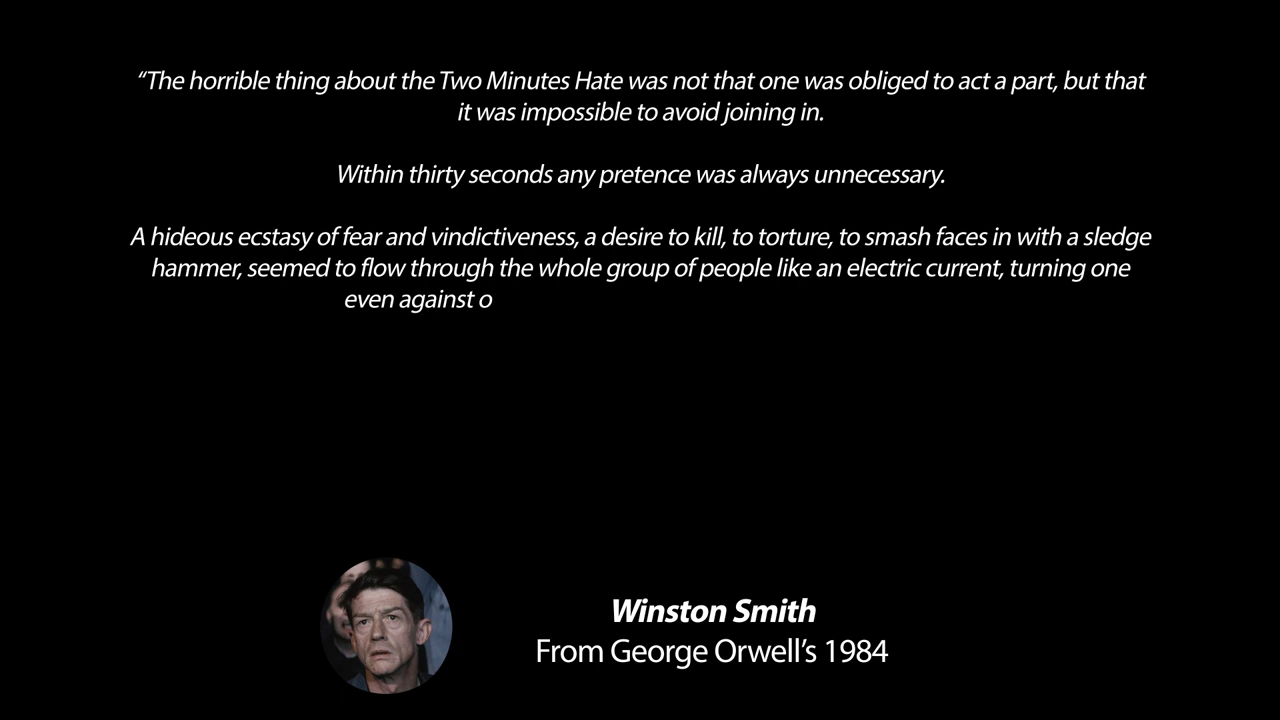 “The horrible thing about the Two Minutes Hate was not that one was obliged to act a part, but that
it was impossible to avoid joining in.
Within thirty seconds any pretence was always unnecessary.
A hideous ecstasy of fear and vindictiveness, a desire to kill, to torture, to smash faces in with a sledge
hammer, seemed to flow through the whole group of people like an electric current, turning one
even against o
Winston Smith
From George Orwell’s 1984